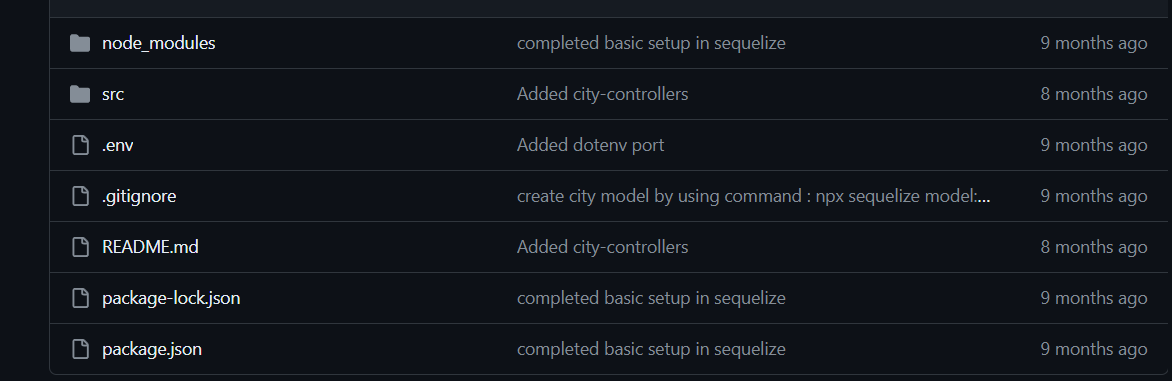 node_modules completed basic setup in sequelize 9 months ago
src Added city-controllers 8 months ago
.env Added dotenv port 9 months ago
.gitignore create city model by using command : npx sequelize model:... 9 months ago
README.md Added city-controllers 8 months ago
package-lock.json completed basic setup in sequelize 9 months ago
package.json completed basic setup in sequelize 9 months ago